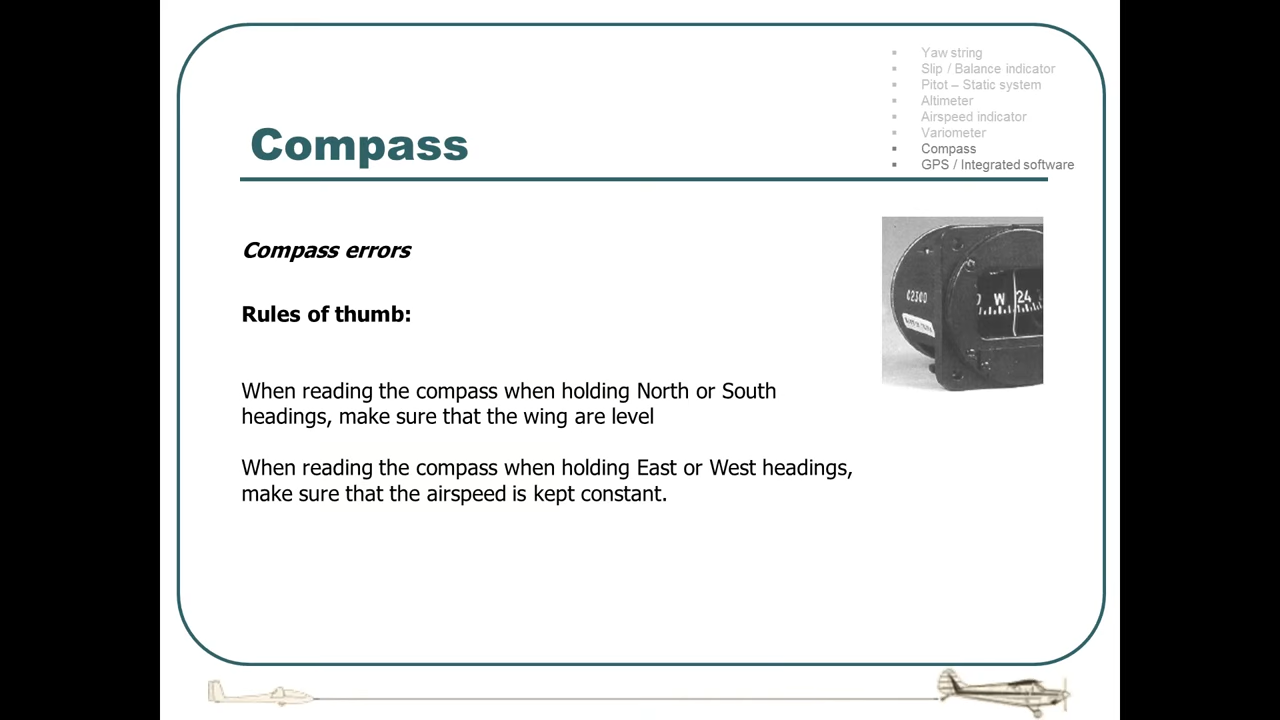 Yaw string
Slip / Balance indicator
Pitot – Static system
Altimeter
Airspeed indicator
Variometer
Compass
GPS / Integrated software
Compass
Compass errors
Rules of thumb:
When reading the compass when holding North or South
headings, make sure that the wing are level
When reading the compass when holding East or West headings,
make sure that the airspeed is kept constant.
C2300
W 24